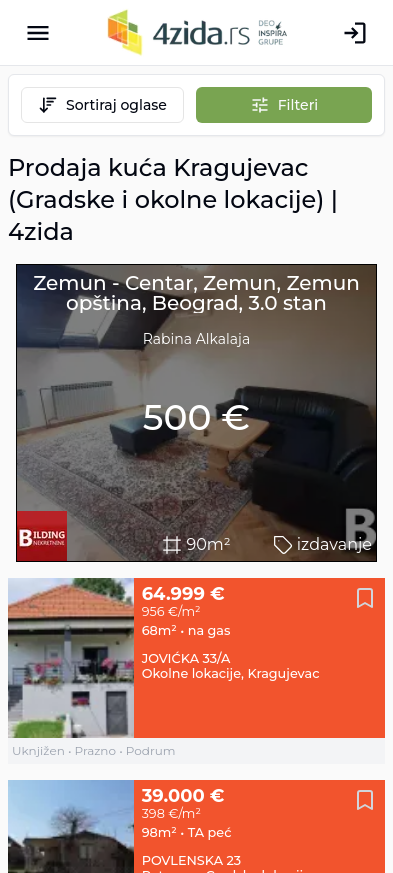 4zida.rs
DEO
INSPIRA
GRUPE
Sortiraj oglase
Filteri
Prodaja kuća Kragujevac
(Gradske i okolne lokacije) |
4zida
Zemun - Centar, Zemun, Zemun
opština, Beograd, 3.0 stan
Rabina Alkalaja
500 €
BILDING
NEKRETNINE
90m²
izdavanje
64.999 €
956 €/m²
68m² • na gas
JOVIĆKA 33/A
Okolne lokacije, Kragujevac
Uknjižen • Prazno • Podrum
39.000 €
398 €/m²
98m² • TA peć
POVLENSKA 23